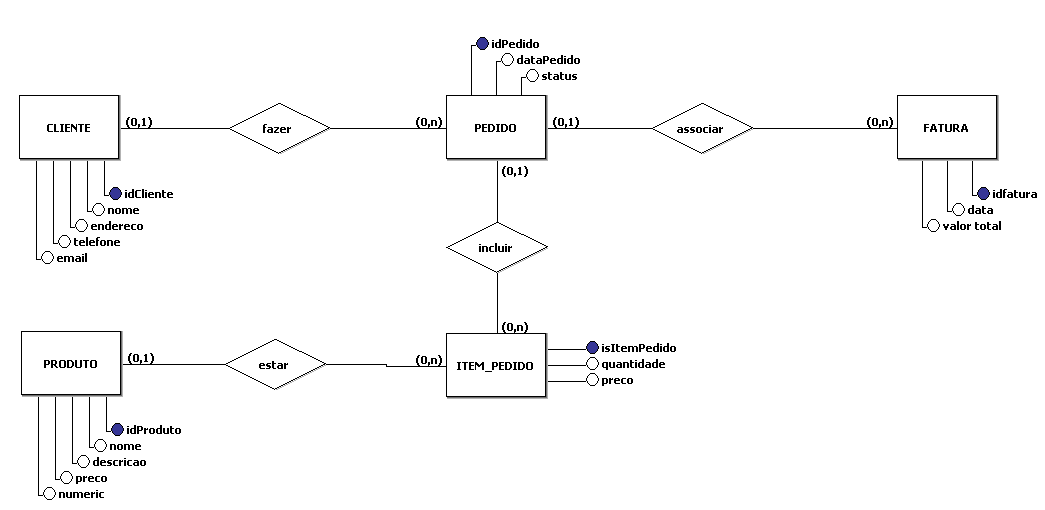 idPedido
dataPedido
status
CLIENTE
(0,1)
fazer
(0,n)
PEDIDO
(0,1)
associar
(0,n)
FATURA
(0,1)
idCliente
nome
endereco
telefone
email
idfatura
data
valor total
incluir
(0,n)
PRODUTO
(0,1)
estar
(0,n)
ITEM_PEDIDO
isItemPedido
quantidade
preco
idProduto
nome
descricao
preco
numeric